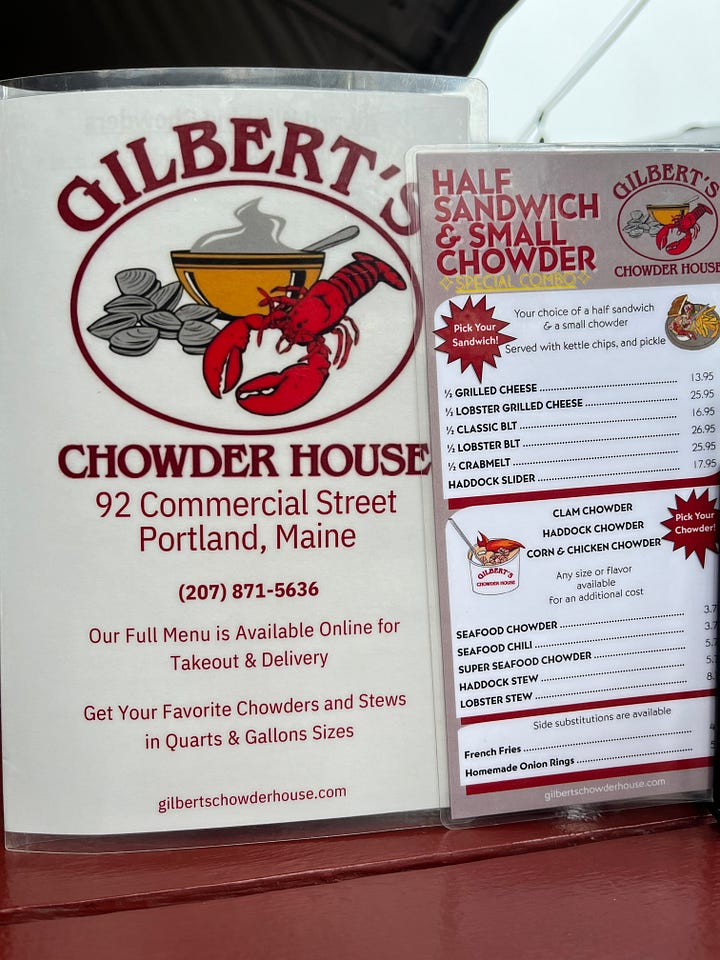 GILBERT'S
CHOWDER HOUSE
92 Commercial Street
Portland, Maine
(207) 871-5636
Our Full Menu is Available Online for
Takeout & Delivery
Get Your Favorite Chowders and Stews
in Quarts & Gallons Sizes
gilbertschowderhouse.com
HALF
SANDWICH
& SMALL
CHOWDER
SPECIAL COMBO
GILBERT'S
CHOWDER HOUSE
Pick Your
Sandwich!
Your choice of a half sandwich
& a small chowder
Served with kettle chips, and pickle
½ GRILLED CHEESE 13.95
½ LOBSTER GRILLED CHEESE 25.95
½ CLASSIC BLT 16.95
½ LOBSTER BLT 26.95
½ CRABMELT 25.95
HADDOCK SLIDER 17.95
CLAM CHOWDER
HADDOCK CHOWDER
CORN & CHICKEN CHOWDER
Pick Your
Chowder!
GILBERT'S
CHOWDER HOUSE
Any size or flavor
available
for an additional cost
SEAFOOD CHOWDER
SEAFOOD CHILI
SUPER SEAFOOD CHOWDER
HADDOCK STEW
LOBSTER STEW
Side substitutions are available
French Fries
Homemade Onion Rings
gilbertschowderhouse.com